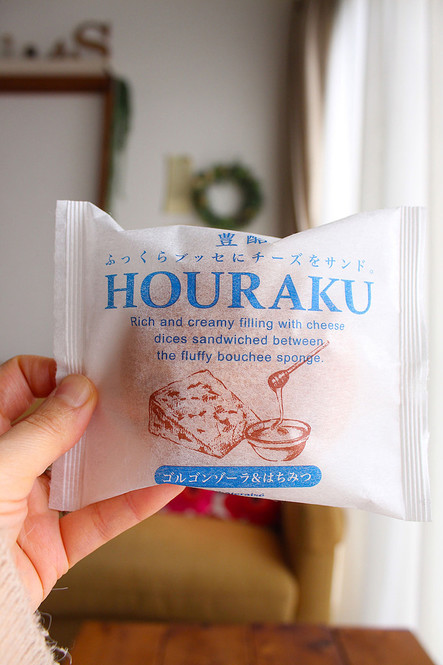 豊酪
ふっくらブッセにチーズをサンド。
HOURAKU
Rich and creamy filling with cheese
dices sandwiched between
the fluffy bouchee sponge.
ゴルゴンゾーラ&はちみつ